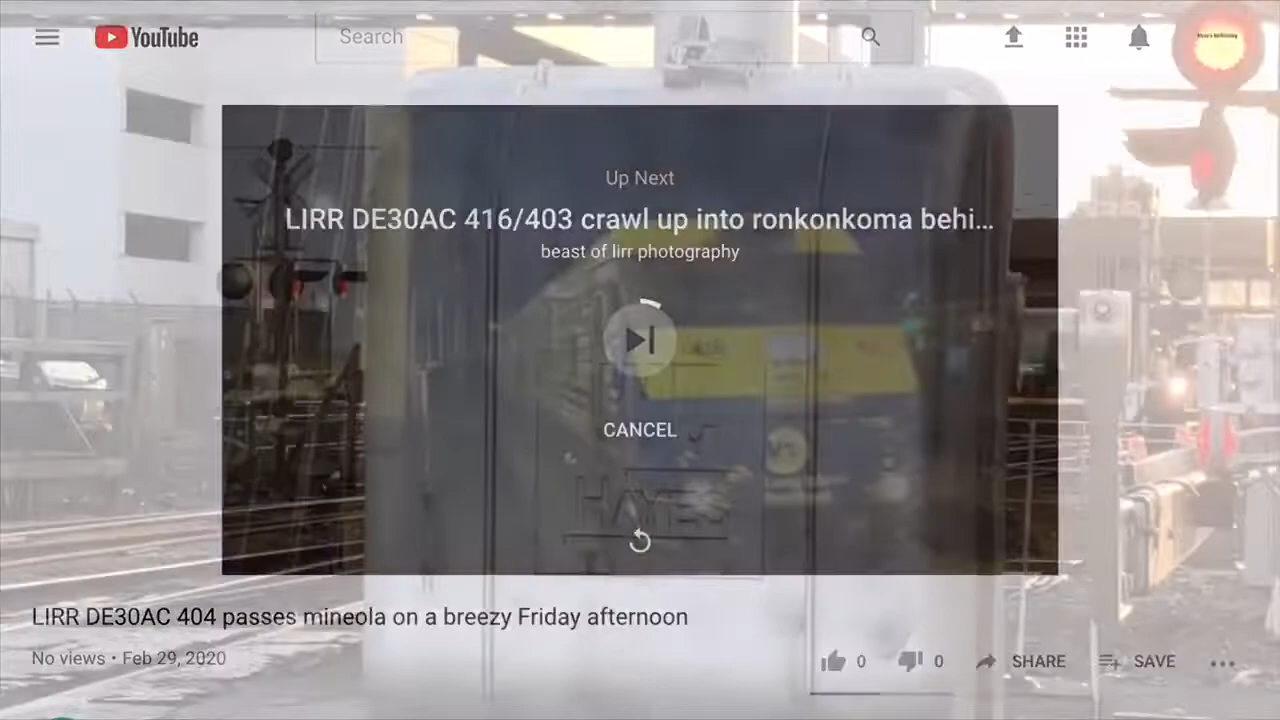 YouTube
Search
Up Next
LIRR DE30AC 416/403 crawl up into ronkonkoma behi...
beast of lirr photography
CANCEL
HAYES
LIRR DE30AC 404 passes mineola on a breezy Friday afternoon
No views • Feb 29, 2020
0
0
SHARE
SAVE